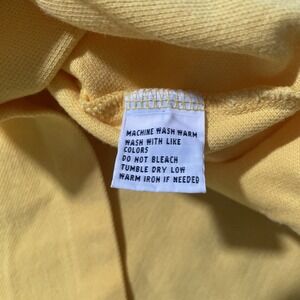 MACHINE WASH WARM
WASH WITH LIKE
COLORS
DO NOT BLEACH
TUMBLE DRY LOW
WARM IRON IF NEEDED